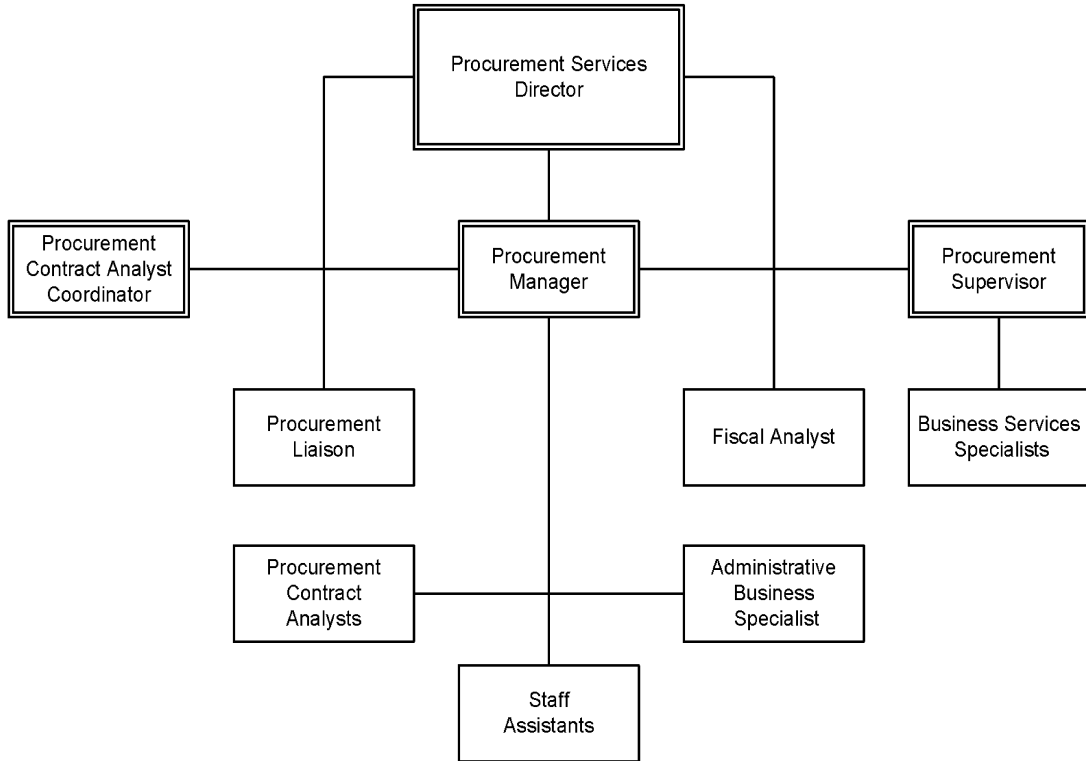 Procurement Services
Director
Procurement
Contract Analyst
Coordinator
Procurement
Manager
Procurement
Supervisor
Procurement
Liaison
Fiscal Analyst
Business Services
Specialists
Procurement
Contract
Analysts
Administrative
Business
Specialist
Staff
Assistants